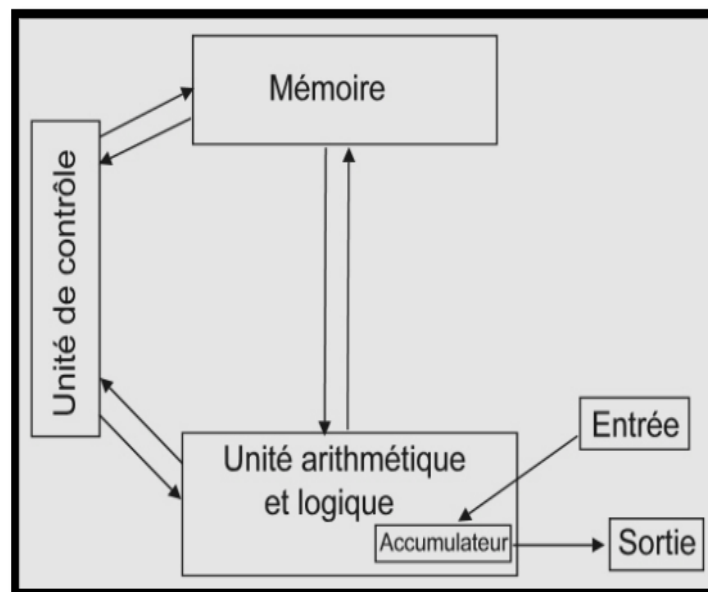 Mémoire
Unité de contrôle
Unité arithmétique
et logique
Accumulateur
Entrée
Sortie